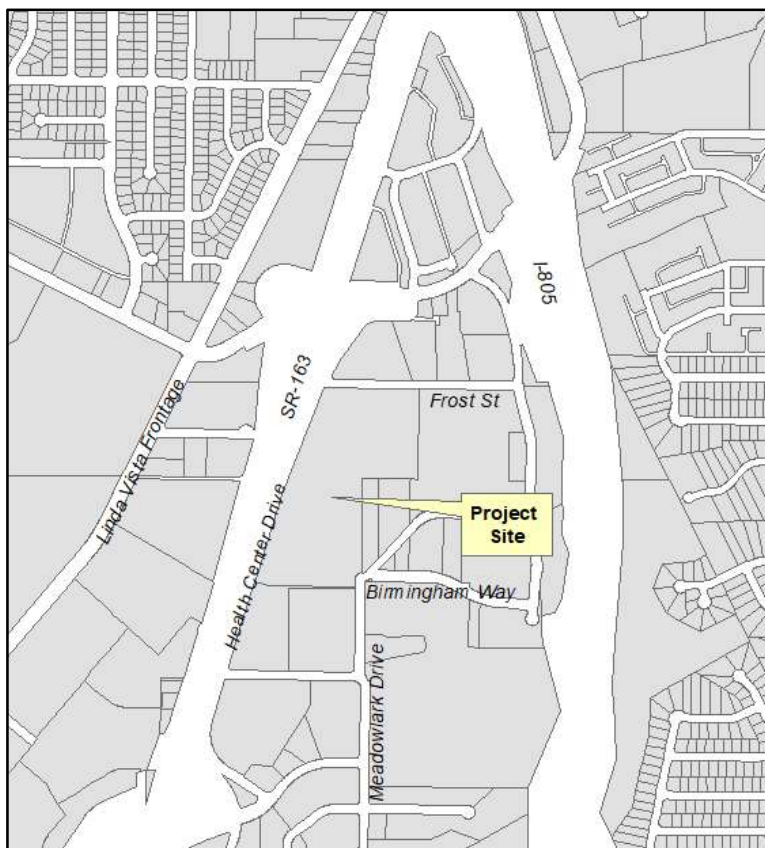 I-805
SR-163
Frost St
Linda Vista Frontage
Project
Site
Health Center Drive
Birmingham Way
Meadowlark Drive